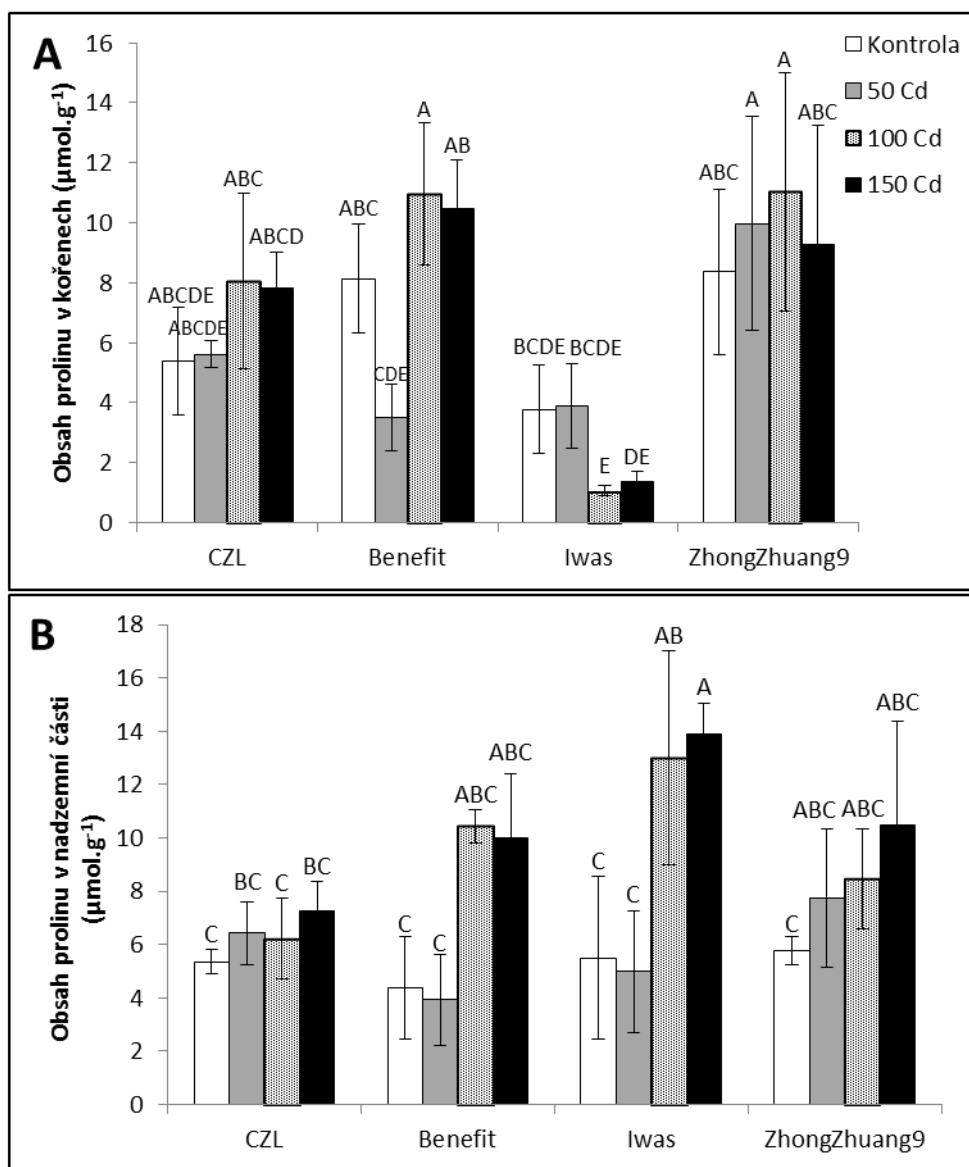 A
Obsah prolinu v kořenech (μmol.g⁻¹)
16
14
12
10
8
6
4
2
0
Kontrola
50 Cd
100 Cd
150 Cd
ABCDE
ABCDE
ABC
ABCD
ABC
CDE
A
AB
BCDE
BCDE
E
DE
ABC
A
A
ABC
CZL
Benefit
Iwas
ZhongZhuang9
B
Obsah prolinu v nadzemní části
(μmol.g⁻¹)
18
16
14
12
10
8
6
4
2
0
C
BC
C
BC
C
C
ABC
ABC
C
C
AB
A
C
ABC
ABC
ABC
CZL
Benefit
Iwas
ZhongZhuang9